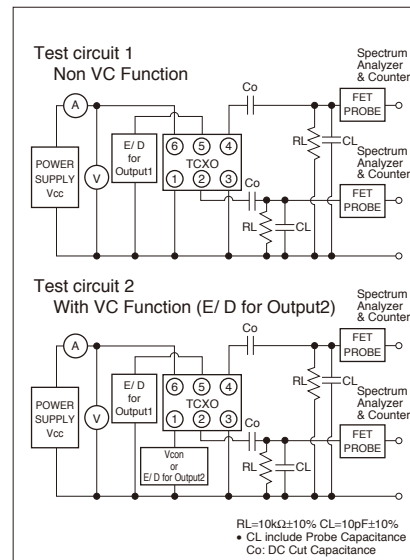 Test circuit 1
Non VC Function
Spectrum
Analyzer
& Counter
Co
A
FET
PROBE
E/ D
for
Output1
6 5 4
TCXO
1 2 3
RL
CL
Spectrum
Analyzer
& Counter
POWER
SUPPLY
Vcc
V
Co
FET
PROBE
RL
CL
Test circuit 2
With VC Function (E/ D for Output2)
Spectrum
Analyzer
& Counter
Co
A
FET
PROBE
E/ D
for
Output1
6 5 4
TCXO
1 2 3
RL
CL
Spectrum
Analyzer
& Counter
POWER
SUPPLY
Vcc
V
Co
FET
PROBE
Vcon
or
E/ D for Output2
RL
CL
RL=10kΩ±10% CL=10pF±10%
• CL include Probe Capacitance
Co: DC Cut Capacitance